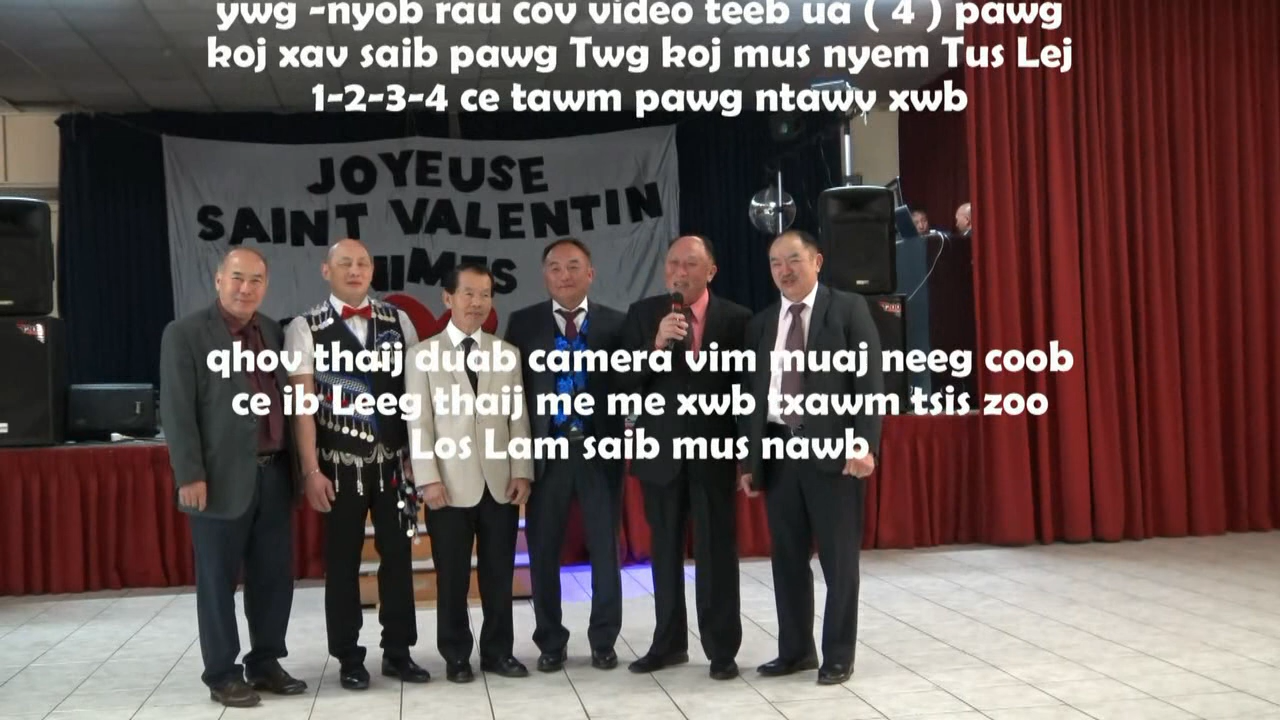 ywg -nyob rau cov video teeb ua ( 4 ) pawg
koj xav saib pawg Twg koj mus nyem Tus Lej
1-2-3-4 ce tawm pawg ntawv xwb
JOYEUSE
SAINT VALENTIN
NIMES
qhov thaij duab camera vim muaj neeg coob
ce ib Leeg thaij me me xwb txawm tsis zoo
Los Lam saib mus nawb